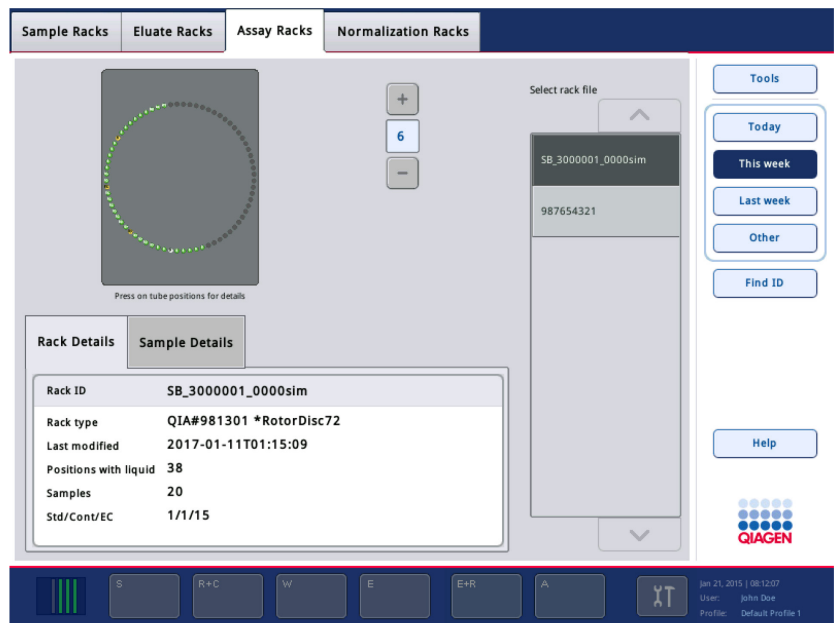 Sample Racks
Eluate Racks
Assay Racks
Normalization Racks
Tools
Select rack file
+
6
−
Today
SB_3000001_0000sim
This week
987654321
Last week
Other
Find ID
Press on tube positions for details
Rack Details
Sample Details
Rack ID SB_3000001_0000sim
Rack type QIA#981301 *RotorDisc72
Last modified 2017-01-11T01:15:09
Positions with liquid 38
Samples 20
Std/Cont/EC 1/1/15
Help
QIAGEN
S
R+C
W
E
E+R
A
Jan 21, 2015 | 08:12:07
User: John Doe
Profile: Default Profile 1